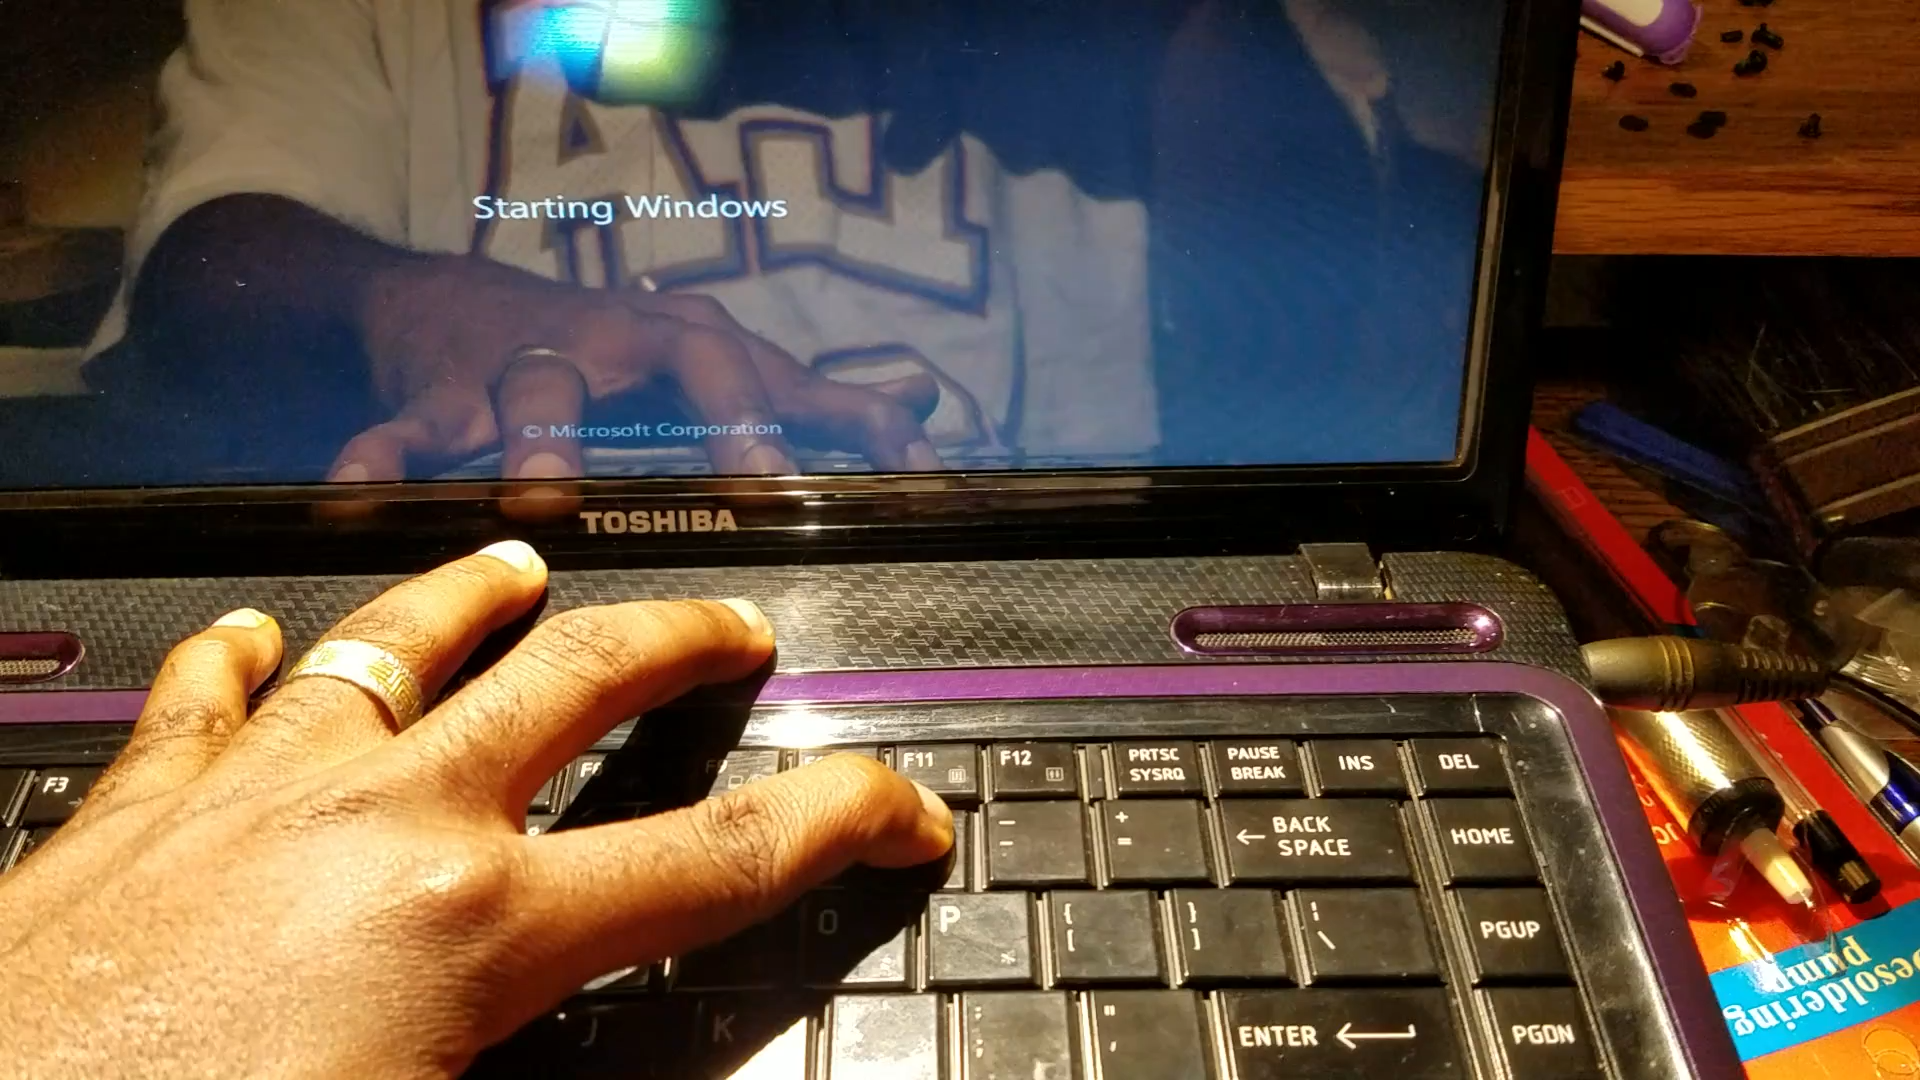 Starting Windows
© Microsoft Corporation
TOSHIBA
F3
F11
F12
PRTSC
SYSRQ
PAUSE
BREAK
INS
DEL
— -
+ =
← BACK
SPACE
HOME
O
P
*
{ [
} ]
| \
PGUP
J
K
: ;
" '
ENTER ←
PGDN
Desoldering
Pump